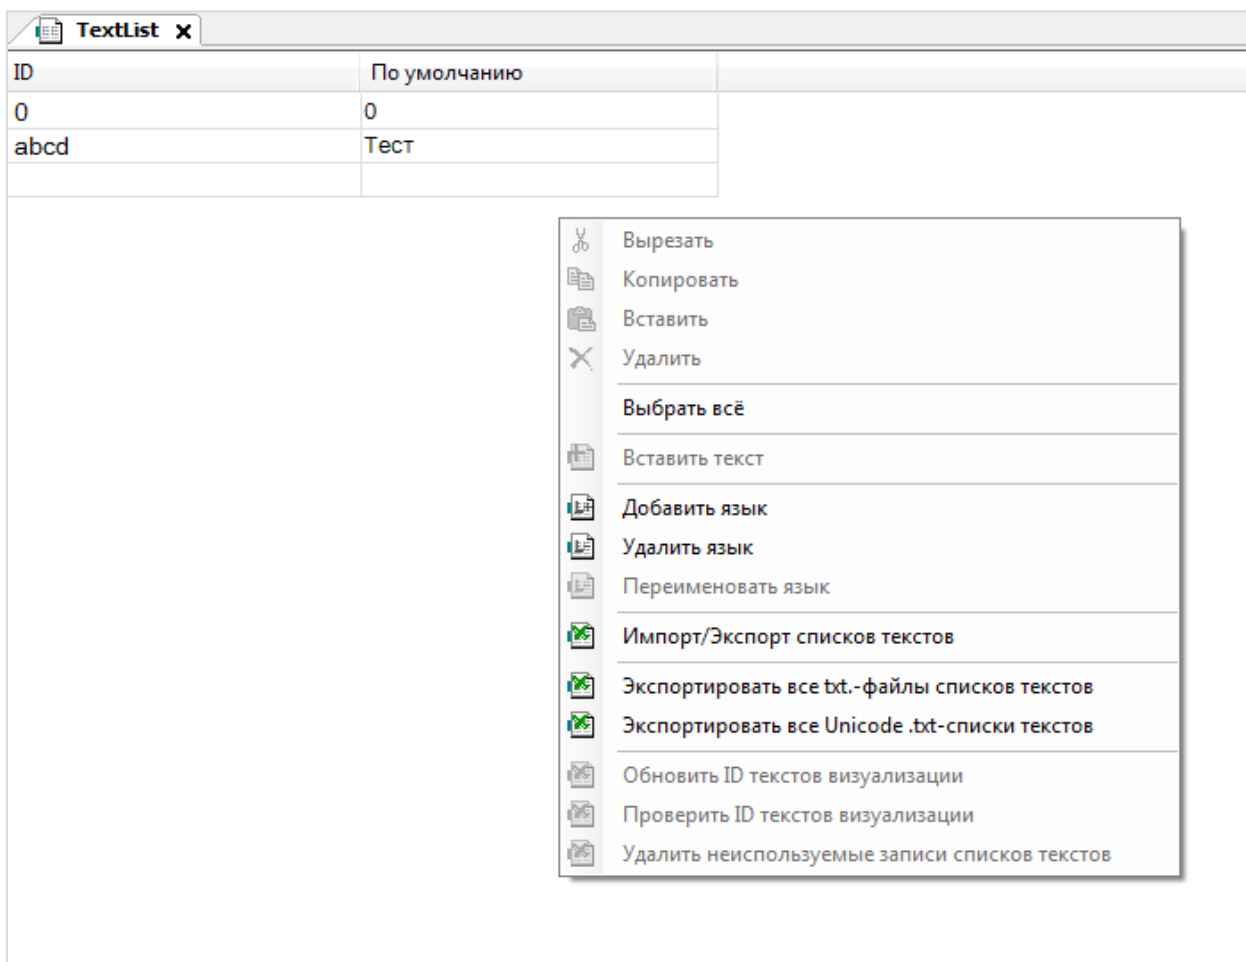 TextList
ID По умолчанию
0 0
abcd Тест
Вырезать
Копировать
Вставить
Удалить
Выбрать всё
Вставить текст
Добавить язык
Удалить язык
Переименовать язык
Импорт/Экспорт списков текстов
Экспортировать все txt.-файлы списков текстов
Экспортировать все Unicode .txt-списки текстов
Обновить ID текстов визуализации
Проверить ID текстов визуализации
Удалить неиспользуемые записи списков текстов